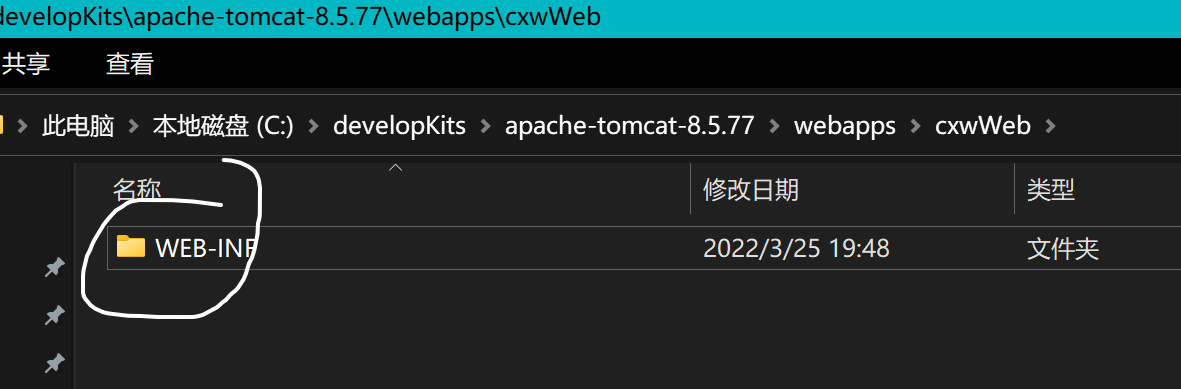 developKits\apache-tomcat-8.5.77\webapps\cxwWeb
共享 查看
此电脑 本地磁盘 (C:) developKits apache-tomcat-8.5.77 webapps cxwWeb
名称 修改日期 类型
WEB-INF 2022/3/25 19:48 文件夹